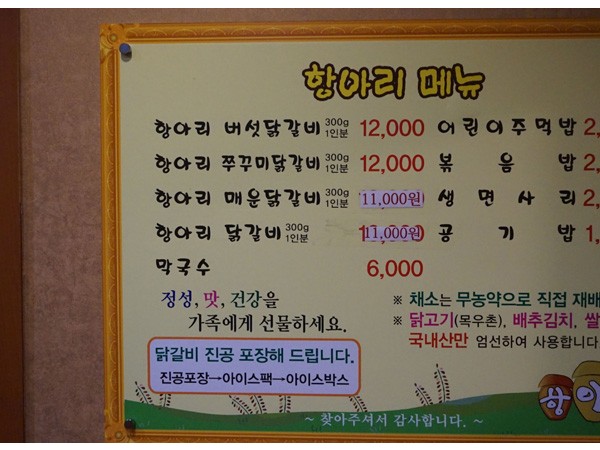 항아리 메뉴
항아리 버섯닭갈비 300g 1인분 12,000 어린이주먹밥 2,
항아리 쭈꾸미닭갈비 300g 1인분 12,000 볶음밥 2,
항아리 매운닭갈비 300g 1인분 11,000원 생면사리 2,
항아리 닭갈비 300g 1인분 11,000원 공기밥 1,
막국수 6,000
정성, 맛, 건강을
가족에게 선물하세요.
※ 채소는 무농약으로 직접 재배
※ 닭고기(목우촌), 배추김치, 쌀
국내산만 엄선하여 사용합니다
닭갈비 진공 포장해 드립니다.
진공포장→아이스팩→아이스박스
항아
~ 찾아주셔서 감사합니다. ~